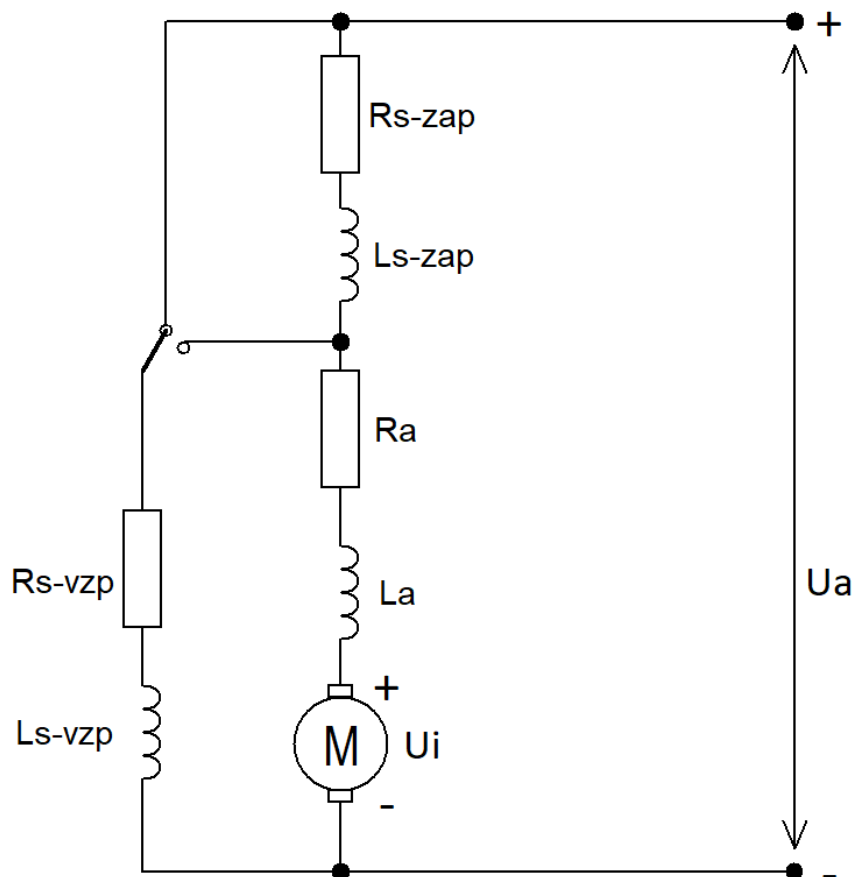 +
Rs-zap
Ls-zap
Ra
Rs-vzp
La
Ua
+
Ls-vzp
M
Ui
-
-